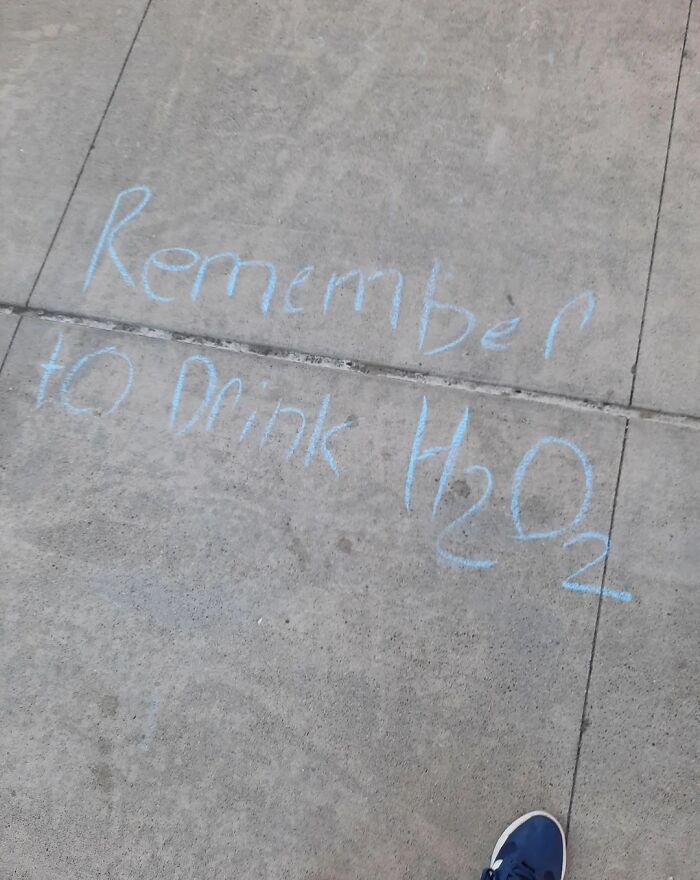 Remember
to Drink H₂O₂